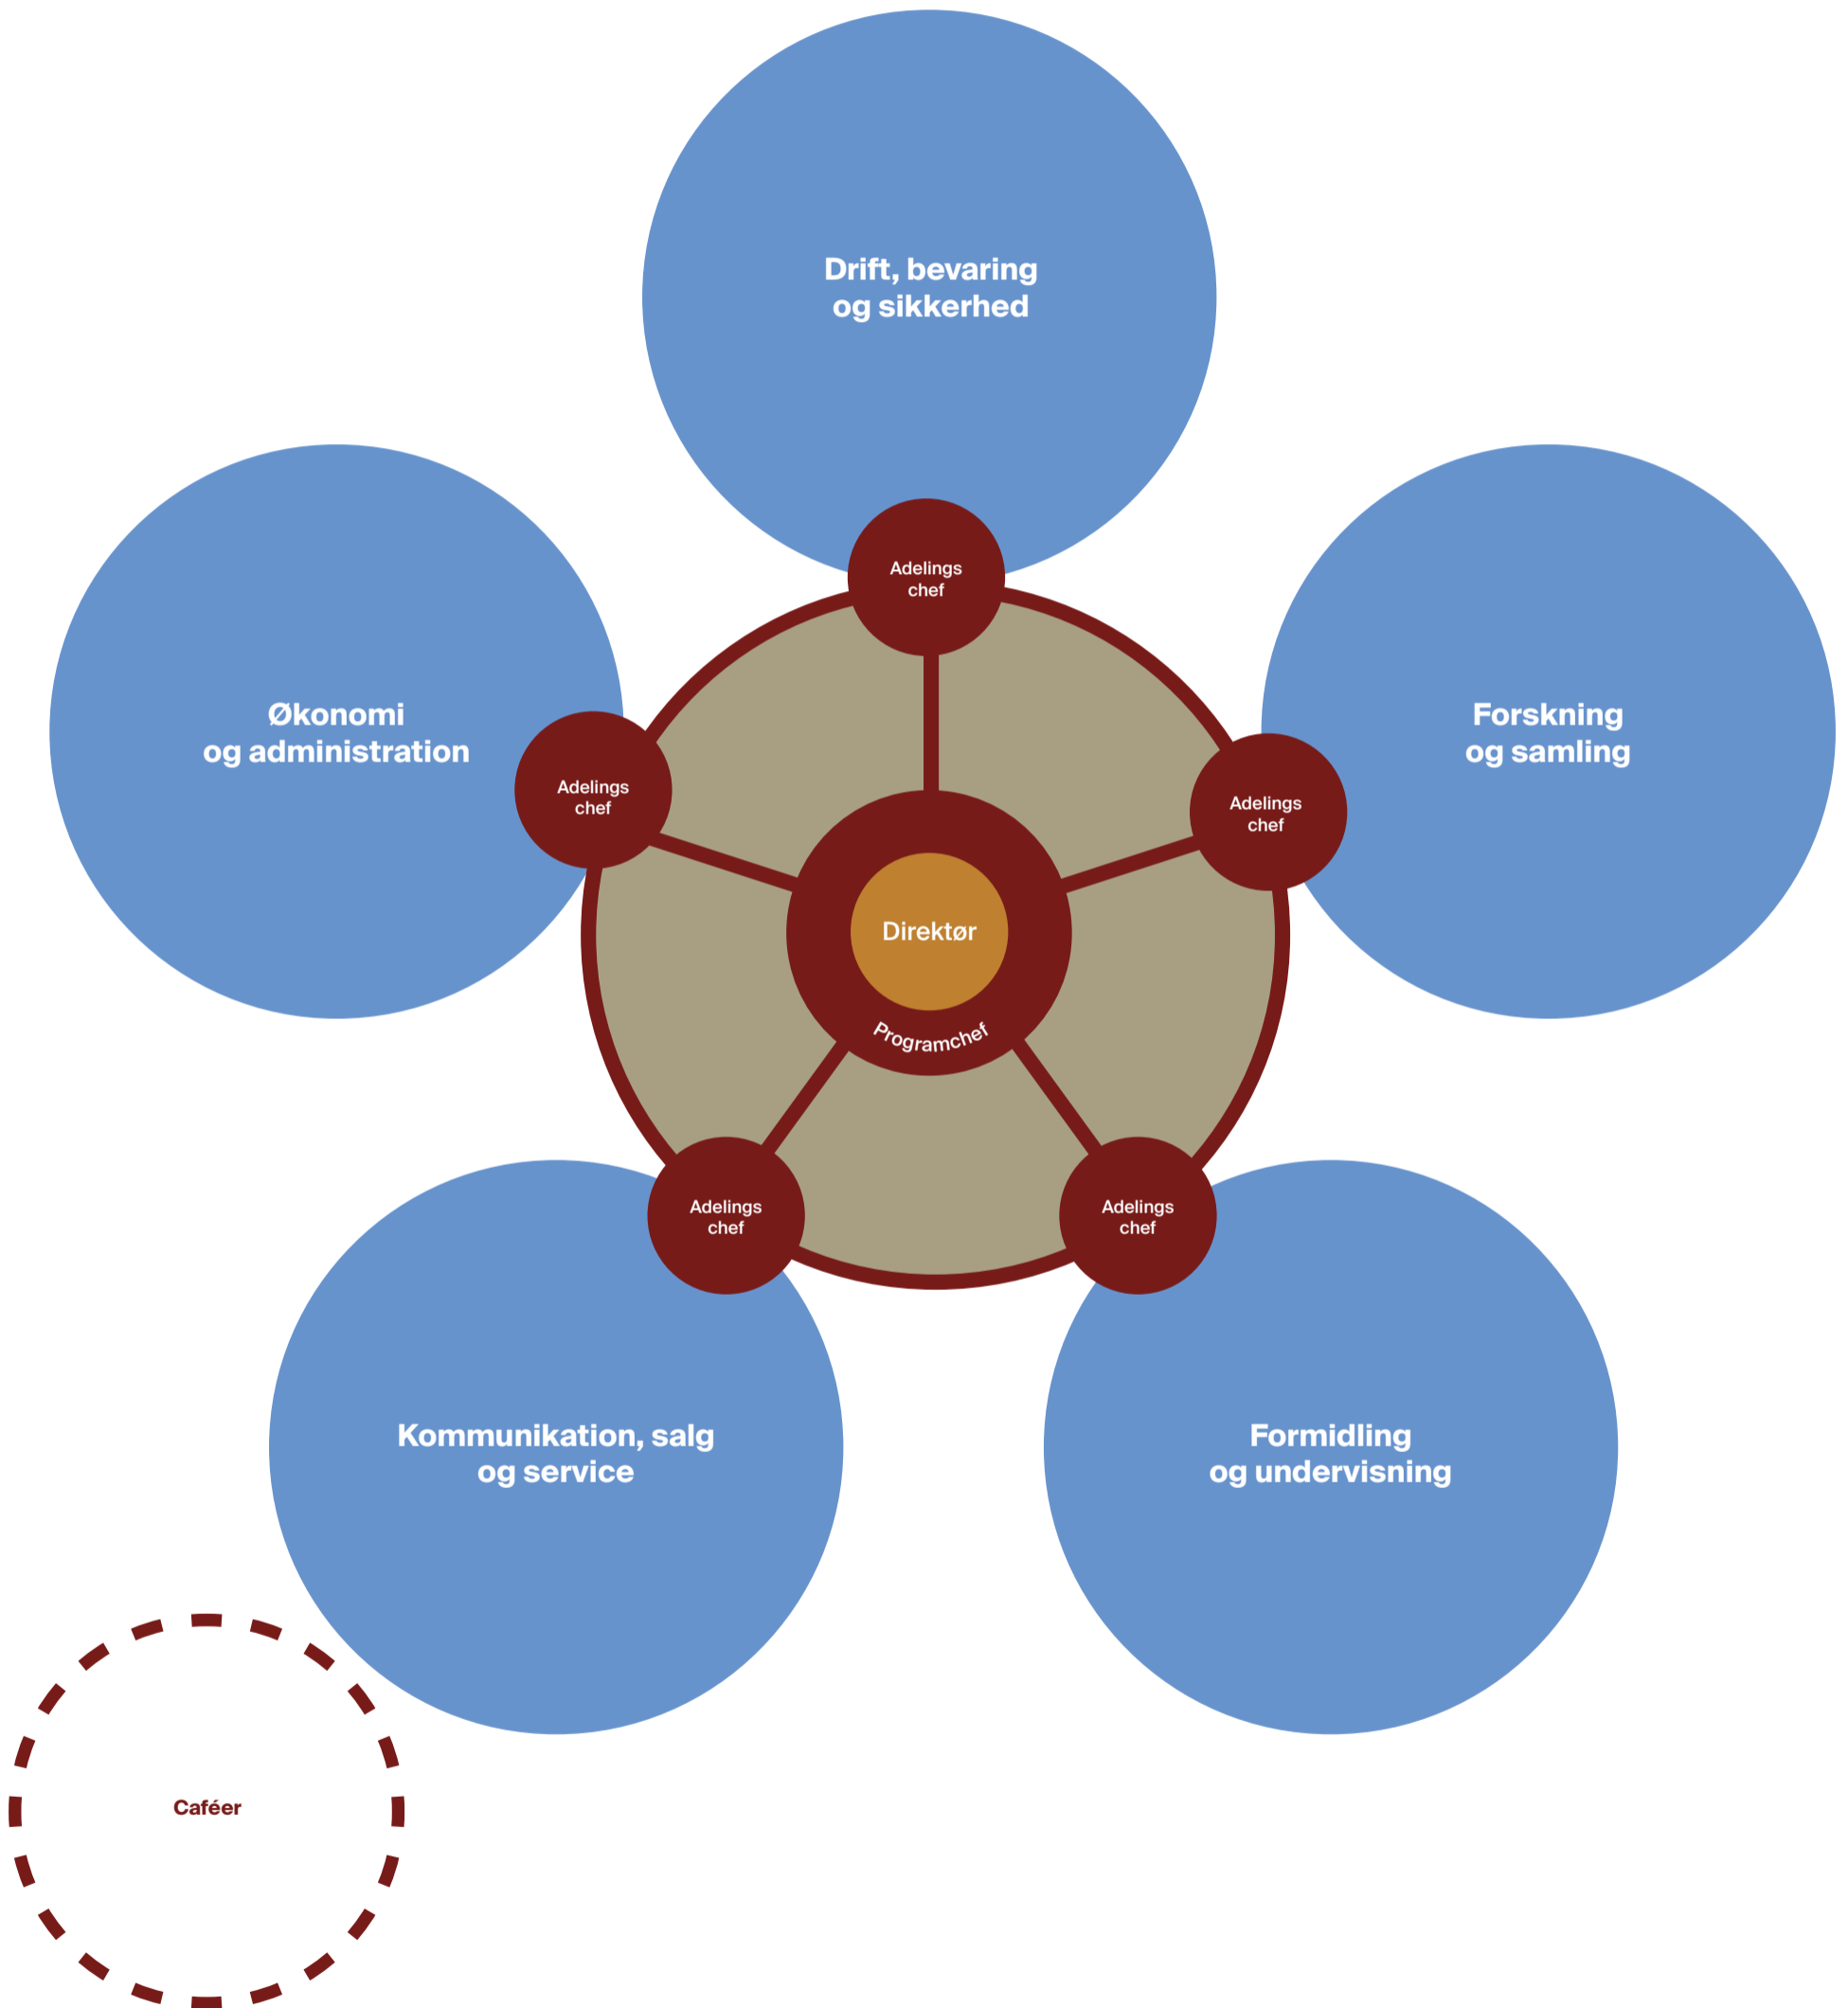 Drift, bevaring
og sikkerhed
Adelings
chef
Økonomi
og administration
Forskning
og samling
Adelings
chef
Adelings
chef
Direktør
Programchef
Adelings
chef
Adelings
chef
Kommunikation, salg
og service
Formidling
og undervisning
Caféer